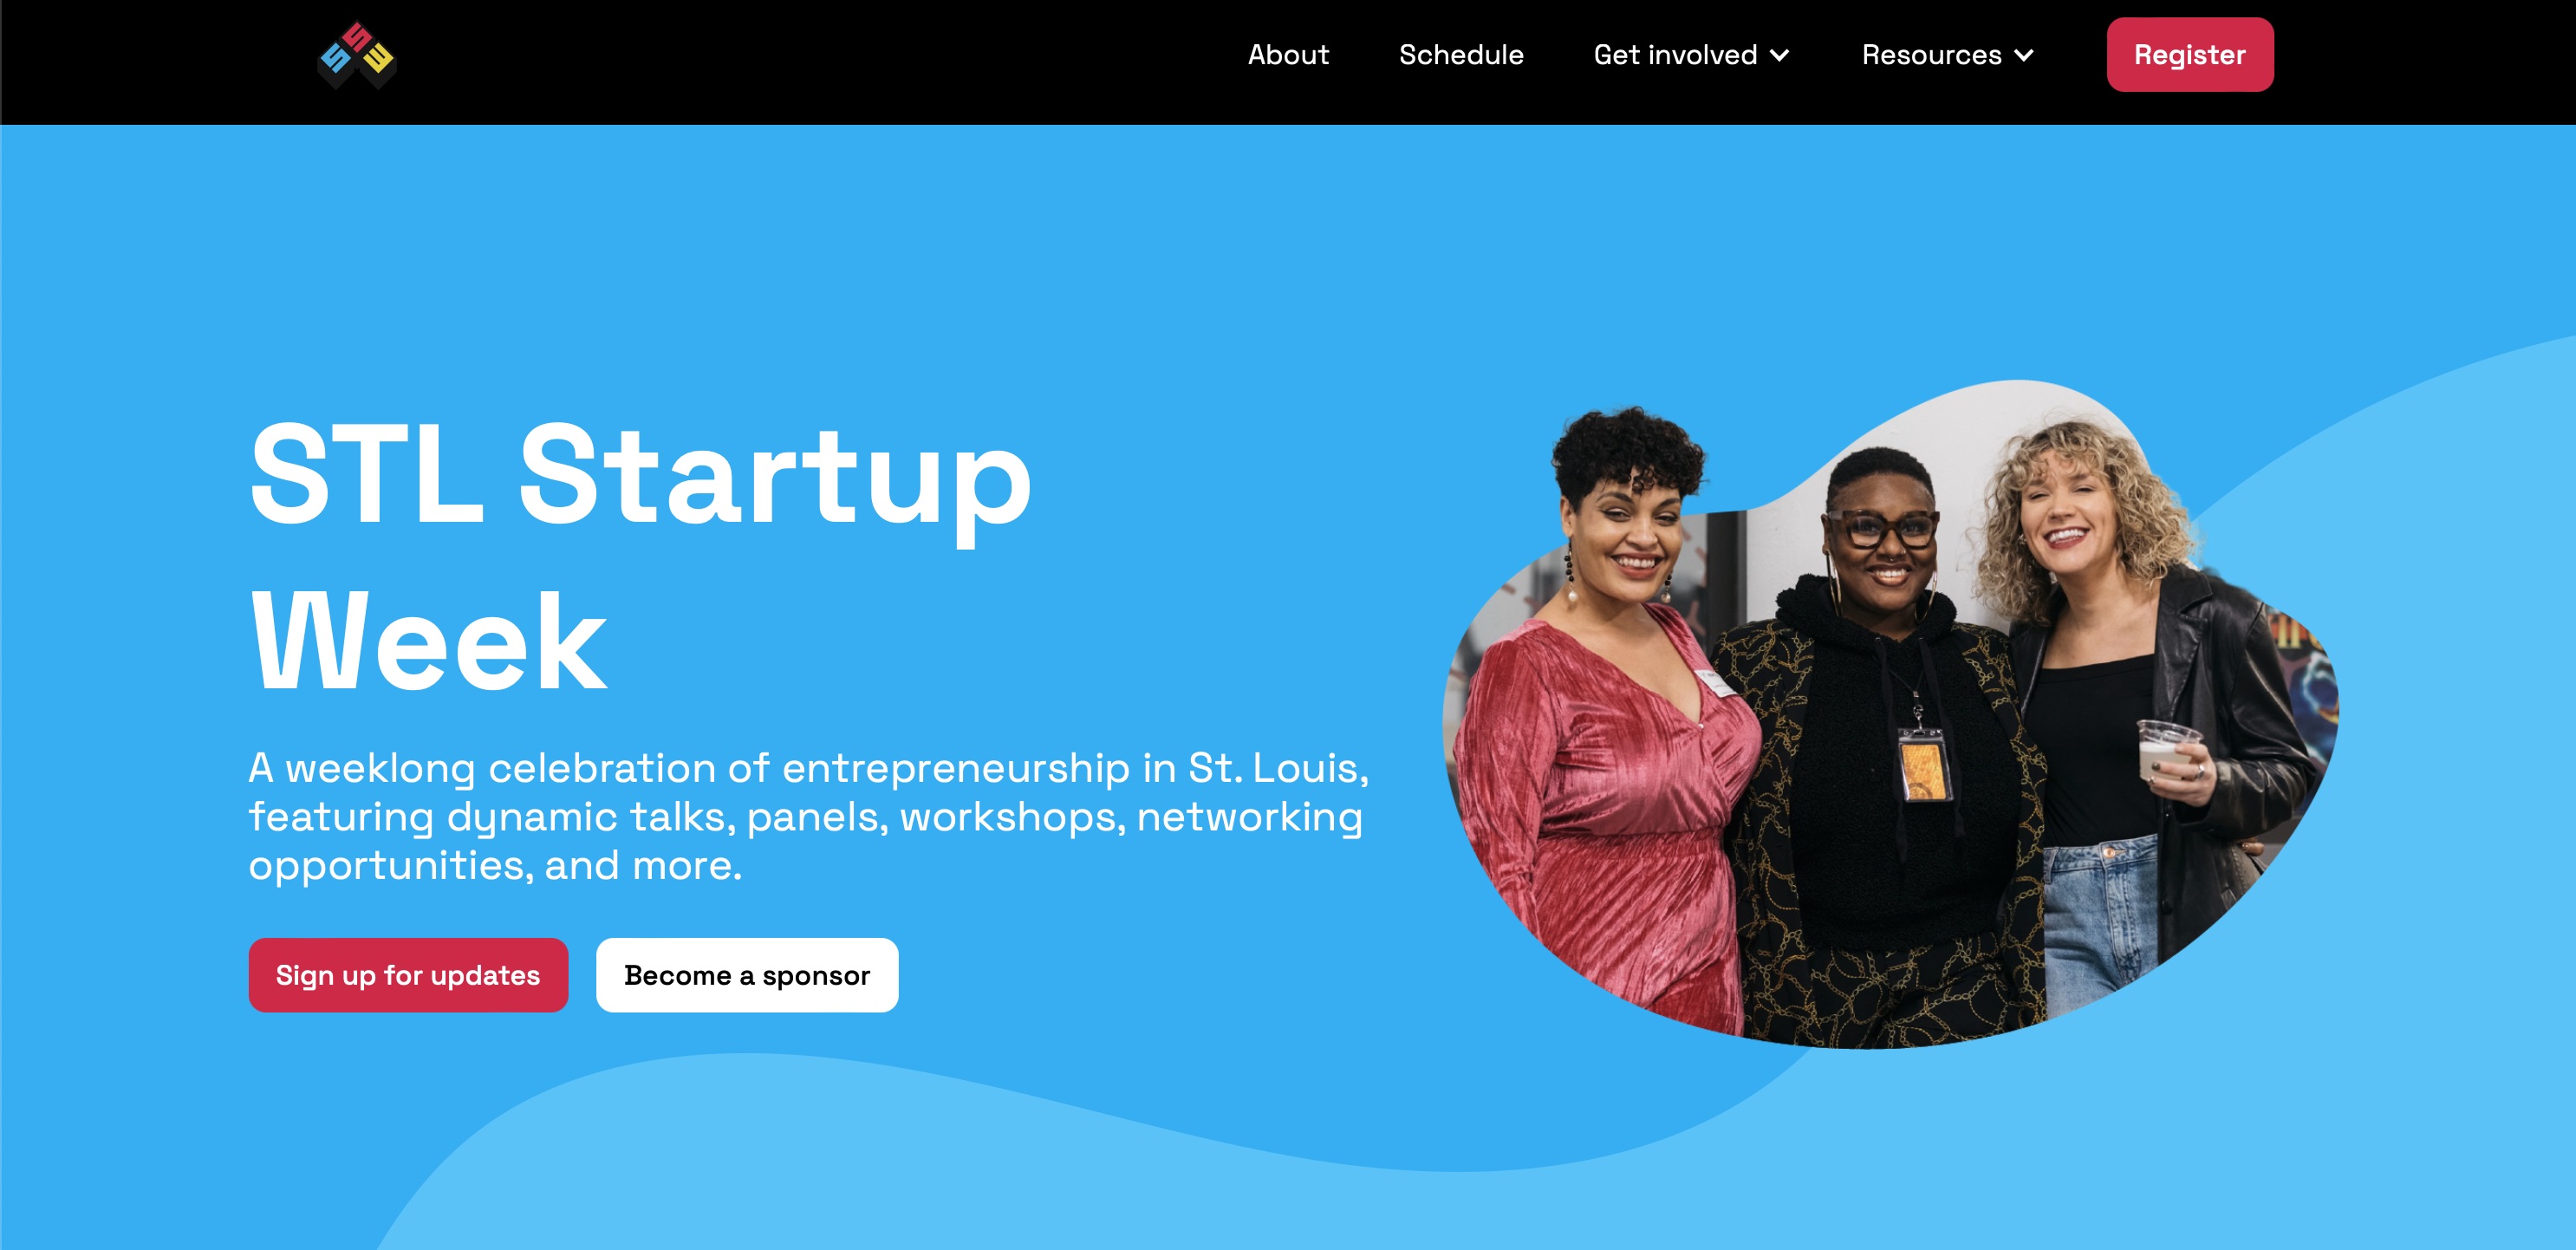 About
Schedule
Get involved
Resources
Register
STL Startup
Week
A weeklong celebration of entrepreneurship in St. Louis,
featuring dynamic talks, panels, workshops, networking
opportunities, and more.
Sign up for updates
Become a sponsor